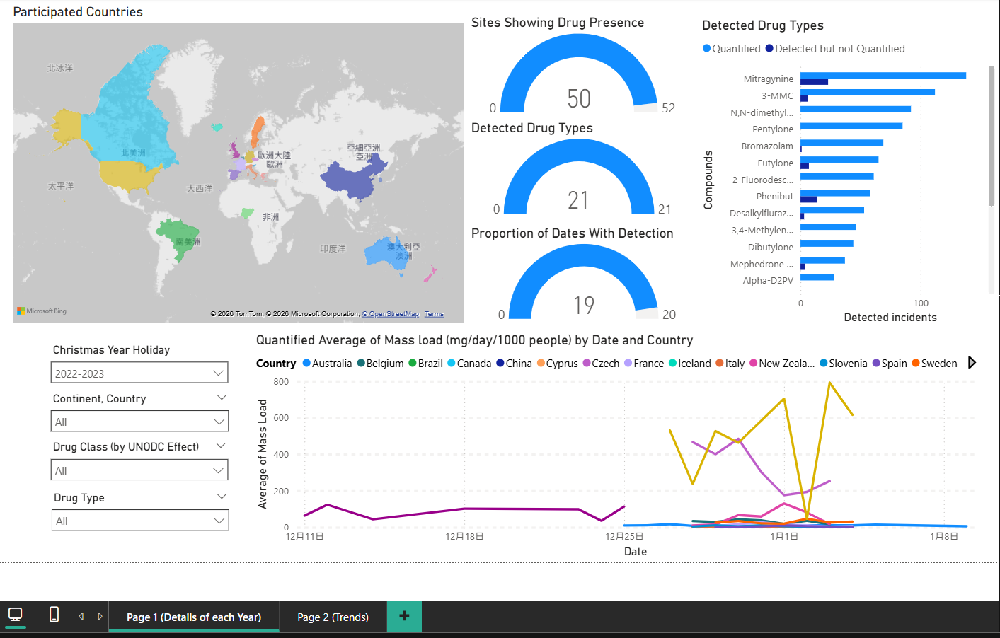 Participated Countries
北冰洋
北美洲
太平洋
大西洋
歐洲大陸
歐洲
亞細亞洲
亞洲
非洲
南美洲
印度洋
澳大利亞
澳洲
Microsoft Bing
© 2026 TomTom, © 2026 Microsoft Corporation, © OpenStreetMap Terms
Sites Showing Drug Presence
50
0
52
Detected Drug Types
21
0
21
Proportion of Dates With Detection
19
0
20
Detected Drug Types
Quantified
Detected but not Quantified
Compounds
Mitragynine
3-MMC
N,N-dimethyl...
Pentylone
Bromazolam
Eutylone
2-Fluorodesc...
Phenibut
Desalkylfluraz...
3,4-Methylen...
Dibutylone
Mephedrone ...
Alpha-D2PV
0
100
Detected incidents
Christmas Year Holiday
2022-2023
Continent, Country
All
Drug Class (by UNODC Effect)
All
Drug Type
All
Quantified Average of Mass load (mg/day/1000 people) by Date and Country
Country Australia Belgium Brazil Canada China Cyprus Czech France Iceland Italy New Zeala... Slovenia Spain Sweden
Average of Mass Load
800
600
400
200
0
12月11日
12月18日
12月25日
1月1日
1月8日
Date
Page 1 (Details of each Year)
Page 2 (Trends)
+